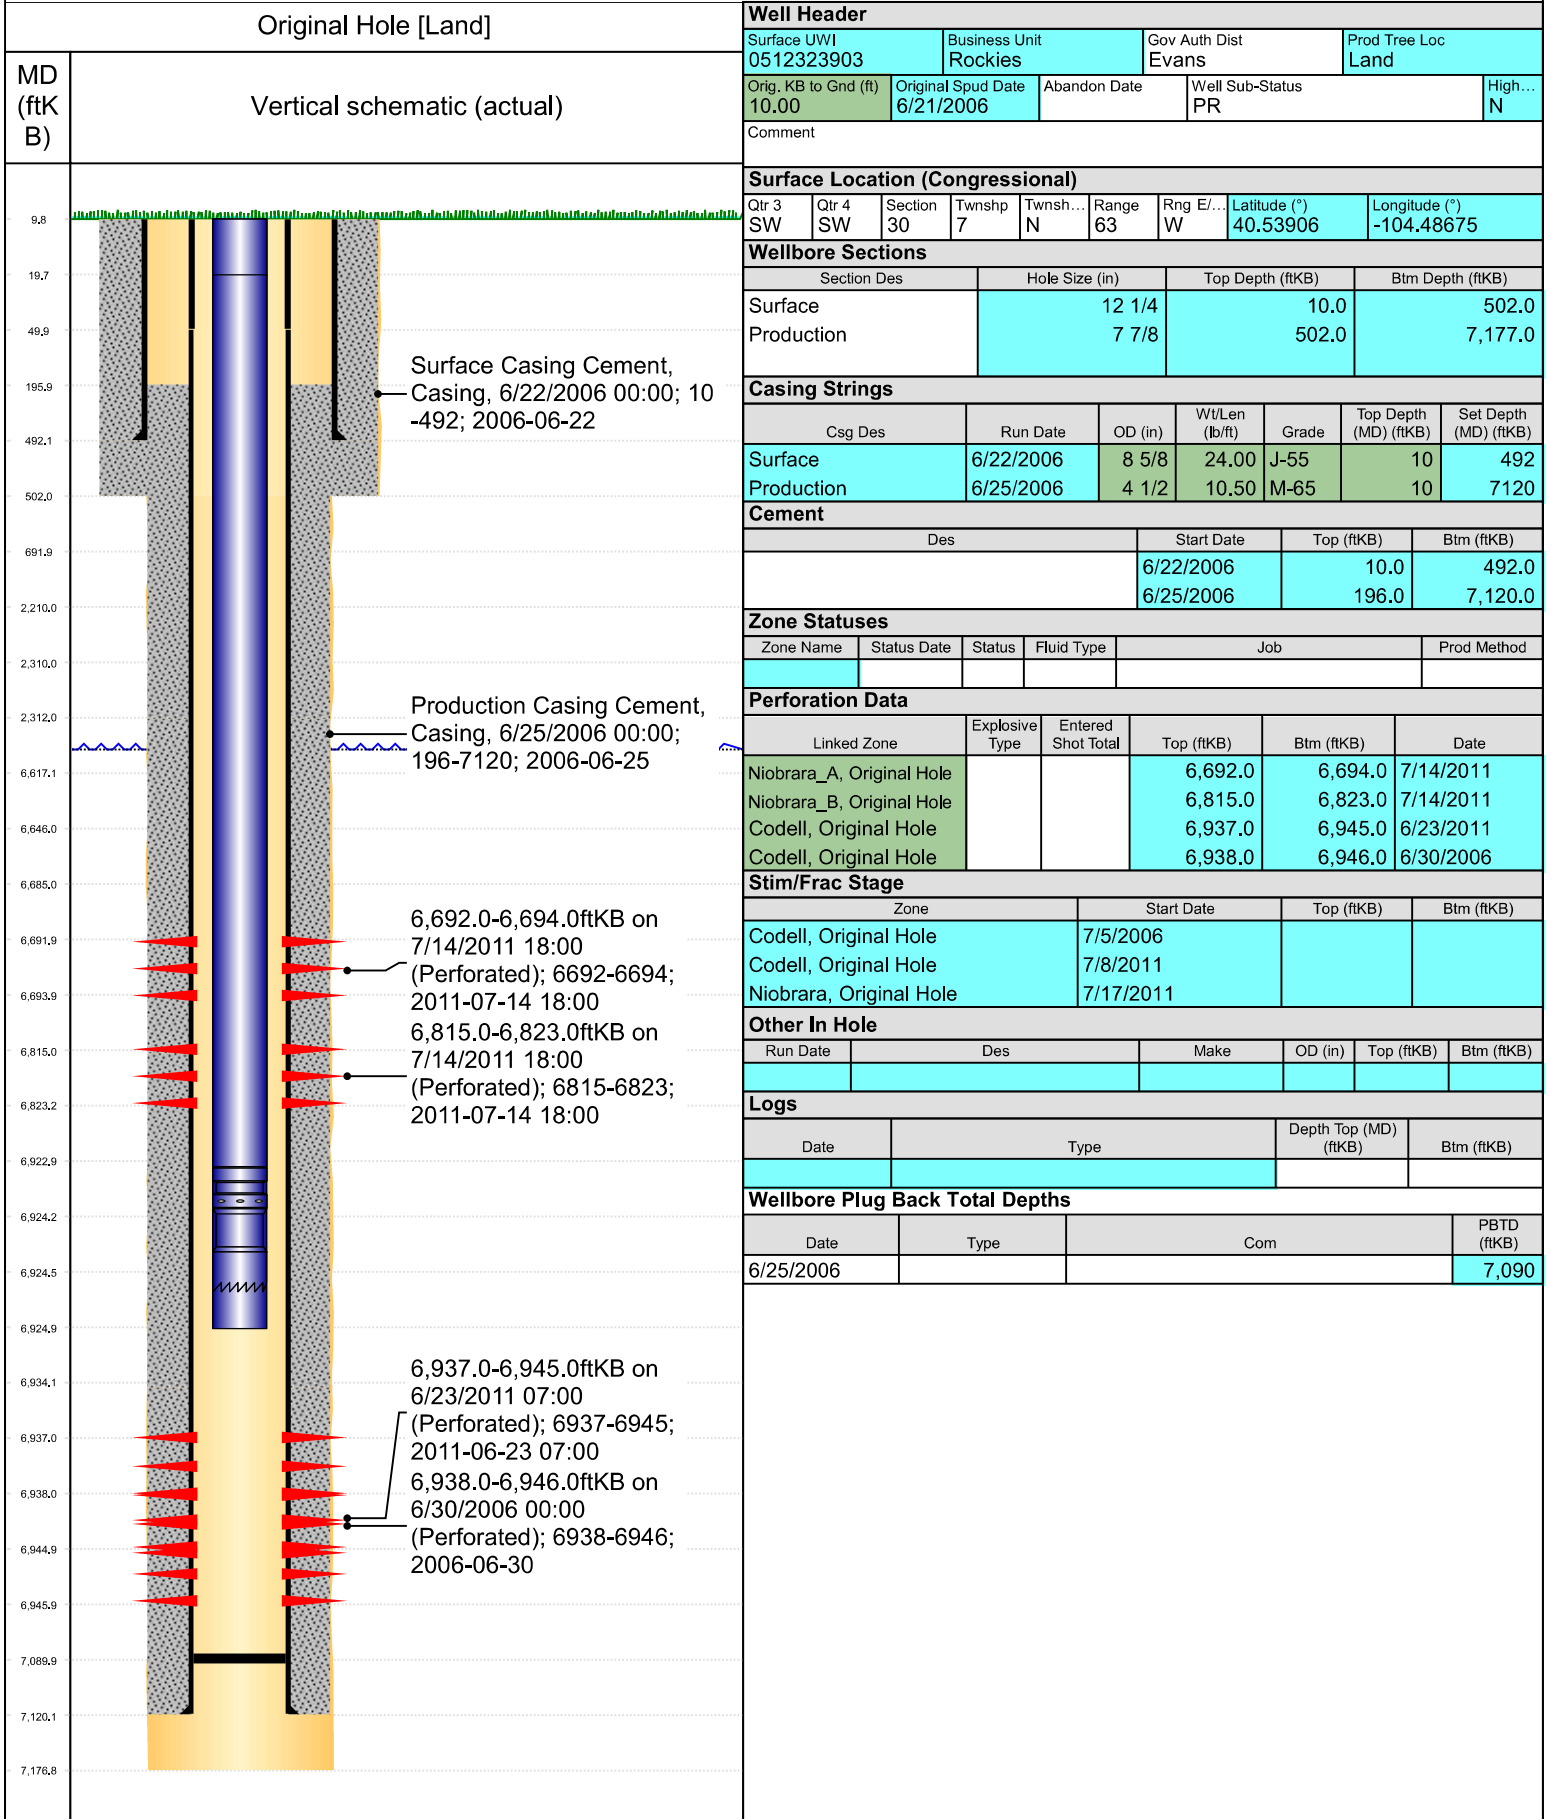 Original Hole [Land]
MD
(ftK
B)
Vertical schematic (actual)
9.8
19.7
49.9
195.9
492.1
502.0
691.9
2,210.0
2,310.0
2,312.0
6,617.1
6,646.0
6,685.0
6,691.9
6,693.9
6,815.0
6,823.2
6,922.9
6,924.2
6,924.5
6,924.9
6,934.1
6,937.0
6,938.0
6,944.9
6,945.9
7,089.9
7,120.1
7,176.8
Surface Casing Cement,
Casing, 6/22/2006 00:00; 10
-492; 2006-06-22
Production Casing Cement,
Casing, 6/25/2006 00:00;
196-7120; 2006-06-25
6,692.0-6,694.0ftKB on
7/14/2011 18:00
(Perforated); 6692-6694;
2011-07-14 18:00
6,815.0-6,823.0ftKB on
7/14/2011 18:00
(Perforated); 6815-6823;
2011-07-14 18:00
6,937.0-6,945.0ftKB on
6/23/2011 07:00
(Perforated); 6937-6945;
2011-06-23 07:00
6,938.0-6,946.0ftKB on
6/30/2006 00:00
(Perforated); 6938-6946;
2006-06-30
Well Header
Surface UWI Business Unit Gov Auth Dist Prod Tree Loc
0512323903 Rockies Evans Land
Orig. KB to Gnd (ft) Original Spud Date Abandon Date Well Sub-Status High...
10.00 6/21/2006 PR N
Comment
Surface Location (Congressional)
Qtr 3 Qtr 4 Section Twnshp Twnsh... Range Rng E/... Latitude (°) Longitude (°)
SW SW 30 7 N 63 W 40.53906 -104.48675
Wellbore Sections
Section Des Hole Size (in) Top Depth (ftKB) Btm Depth (ftKB)
Surface 12 1/4 10.0 502.0
Production 7 7/8 502.0 7,177.0
Casing Strings
Csg Des Run Date OD (in) Wt/Len (lb/ft) Grade Top Depth (MD) (ftKB) Set Depth (MD) (ftKB)
Surface 6/22/2006 8 5/8 24.00 J-55 10 492
Production 6/25/2006 4 1/2 10.50 M-65 10 7120
Cement
Des Start Date Top (ftKB) Btm (ftKB)
6/22/2006 10.0 492.0
6/25/2006 196.0 7,120.0
Zone Statuses
Zone Name Status Date Status Fluid Type Job Prod Method
Perforation Data
Linked Zone Explosive Type Entered Shot Total Top (ftKB) Btm (ftKB) Date
Niobrara_A, Original Hole 6,692.0 6,694.0 7/14/2011
Niobrara_B, Original Hole 6,815.0 6,823.0 7/14/2011
Codell, Original Hole 6,937.0 6,945.0 6/23/2011
Codell, Original Hole 6,938.0 6,946.0 6/30/2006
Stim/Frac Stage
Zone Start Date Top (ftKB) Btm (ftKB)
Codell, Original Hole 7/5/2006
Codell, Original Hole 7/8/2011
Niobrara, Original Hole 7/17/2011
Other In Hole
Run Date Des Make OD (in) Top (ftKB) Btm (ftKB)
Logs
Date Type Depth Top (MD) (ftKB) Btm (ftKB)
Wellbore Plug Back Total Depths
Date Type Com PBTD (ftKB)
6/25/2006 7,090